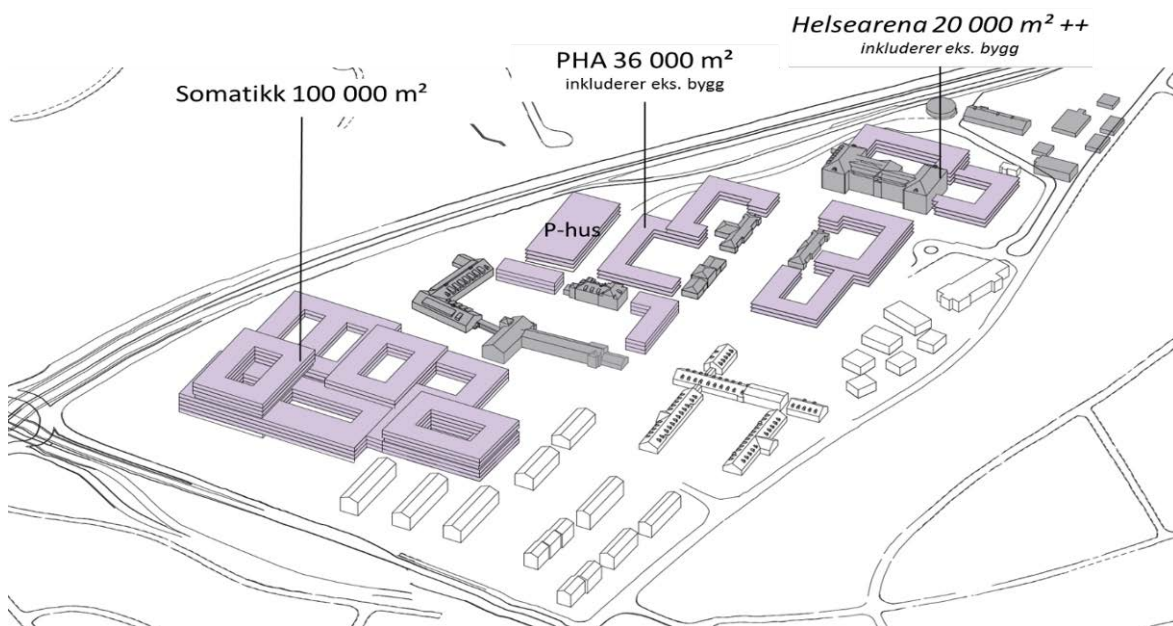 Helsearena 20 000 m² ++
inkluderer eks. bygg
PHA 36 000 m²
inkluderer eks. bygg
Somatikk 100 000 m²
P-hus